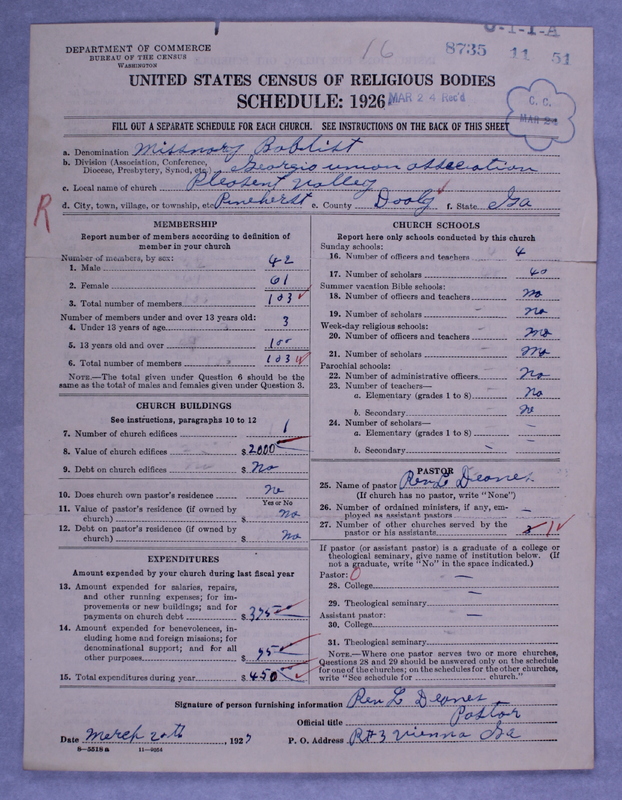 U-1-1-A
DEPARTMENT OF COMMERCE
BUREAU OF THE CENSUS
WASHINGTON
16
8735 11 51
UNITED STATES CENSUS OF RELIGIOUS BODIES
SCHEDULE: 1926
MAR 24 Rec'd
C. C.
MAR 24
FILL OUT A SEPARATE SCHEDULE FOR EACH CHURCH. SEE INSTRUCTIONS ON THE BACK OF THIS SHEET
a. Denomination Missnary Babtist
b. Division (Association, Conference, Diocese, Presbytery, Synod, etc.) Georgia union assceation
c. Local name of church Pleasent valley
d. City, town, village, or township, etc. Pinehurst e. County Dooly f. State Ga
R
MEMBERSHIP
Report number of members according to definition of
member in your church
Number of members, by sex:
1. Male 42
2. Female 61
3. Total number of members 103
Number of members under and over 13 years old:
4. Under 13 years of age 3
5. 13 years old and over 100
6. Total number of members 103
NOTE.—The total given under Question 6 should be the
same as the total of males and females given under Question 3.
CHURCH BUILDINGS
See instructions, paragraphs 10 to 12
7. Number of church edifices 1
8. Value of church edifices $ 2000
9. Debt on church edifices $ No
10. Does church own pastor's residence no
Yes or No
11. Value of pastor's residence (if owned by
church) $ No
12. Debt on pastor's residence (if owned by
church) $ No
EXPENDITURES
Amount expended by your church during last fiscal year
13. Amount expended for salaries, repairs,
and other running expenses; for im-
provements or new buildings; and for
payments on church debt $ 395
14. Amount expended for benevolences, in-
cluding home and foreign missions; for
denominational support; and for all
other purposes $ 55
15. Total expenditures during year $ 450
CHURCH SCHOOLS
Report here only schools conducted by this church
Sunday schools:
16. Number of officers and teachers 4
17. Number of scholars 40
Summer vacation Bible schools:
18. Number of officers and teachers No
19. Number of scholars No
Week-day religious schools:
20. Number of officers and teachers No
21. Number of scholars No
Parochial schools:
22. Number of administrative officers No
23. Number of teachers—
a. Elementary (grades 1 to 8) No
b. Secondary No
24. Number of scholars—
a. Elementary (grades 1 to 8) —
b. Secondary —
PASTOR
25. Name of pastor Rev L Deanes
(If church has no pastor, write "None")
26. Number of ordained ministers, if any, em-
ployed as assistant pastors —
27. Number of other churches served by the
pastor or his assistants 1
If pastor (or assistant pastor) is a graduate of a college or
theological seminary, give name of institution below. (If
not a graduate, write "No" in the space indicated.)
Pastor: 0
28. College —
29. Theological seminary —
Assistant pastor:
30. College —
31. Theological seminary
NOTE.—Where one pastor serves two or more churches,
Questions 28 and 29 should be answered only on the schedule
for one of the churches; on the schedules for the other churches,
write "See schedule for church."
Signature of person furnishing information Rev L Deanes
Official title Pastor
Date March 20th, 1927 P. O. Address R#3 Vienna Ga
8—5518 a 11—9264